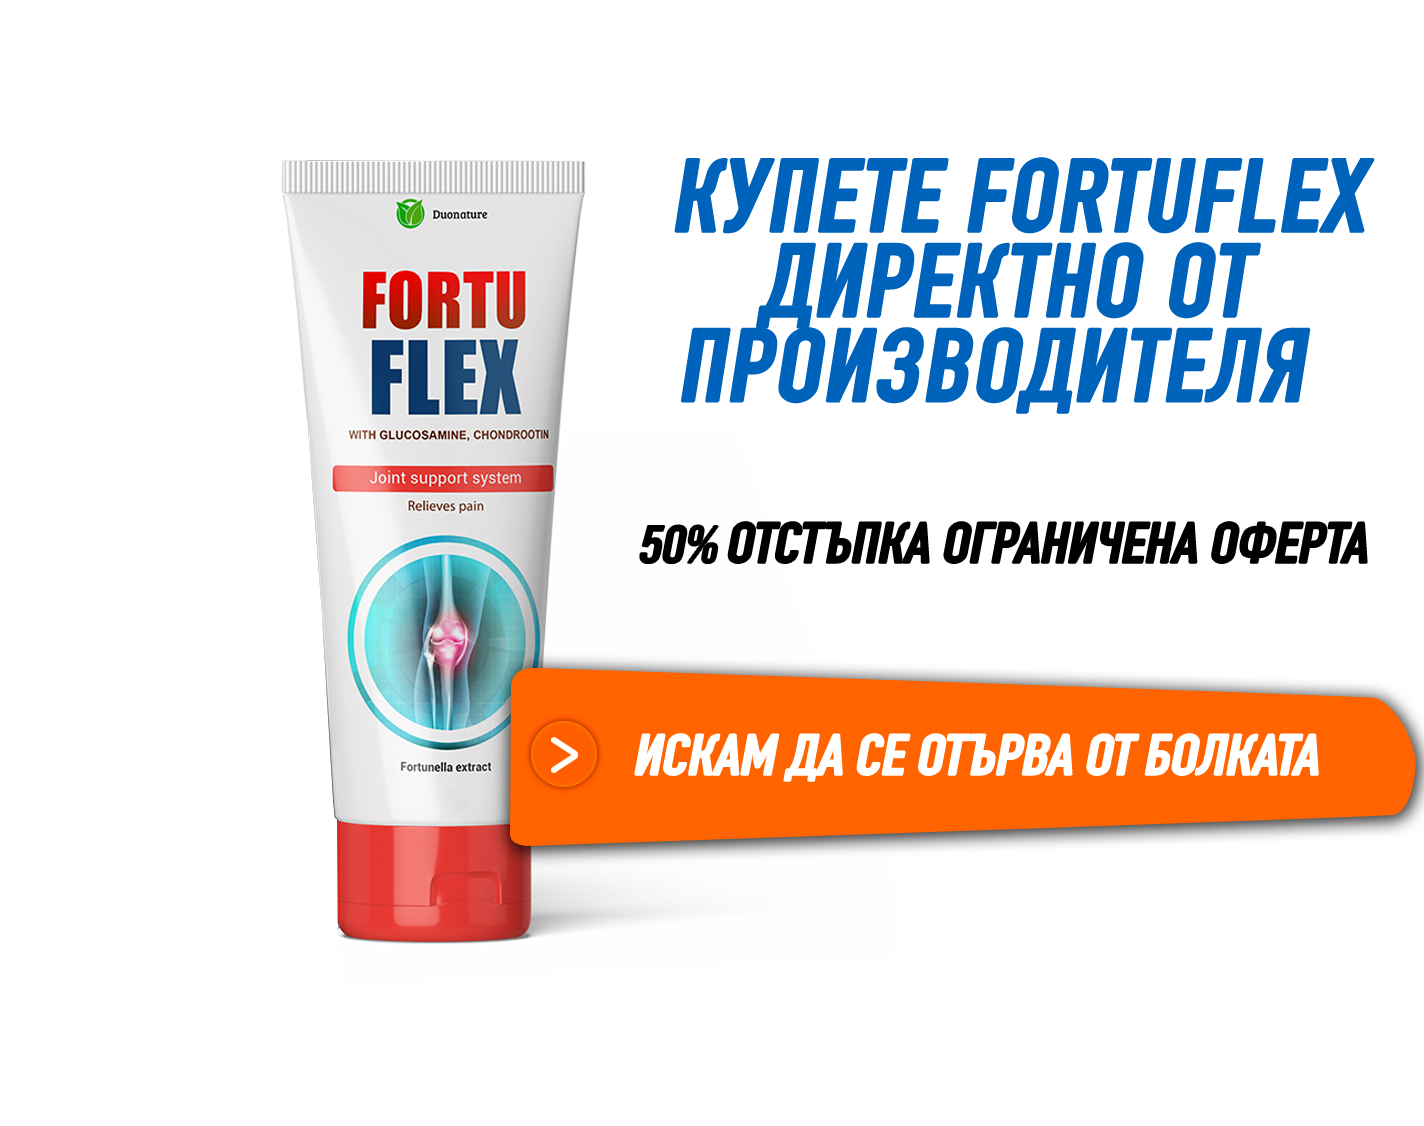 Duonature
FORTU
FLEX
WITH GLUCOSAMINE, CHONDROOTIN
Joint support system
Relieves pain
Fortunella extract
КУПЕТЕ FORTUFLEX
ДИРЕКТНО ОТ
ПРОИЗВОДИТЕЛЯ
50% ОТСТЪПКА ОГРАНИЧЕНА ОФЕРТА
ИСКАМ ДА СЕ ОТЪРВА ОТ БОЛКАТА